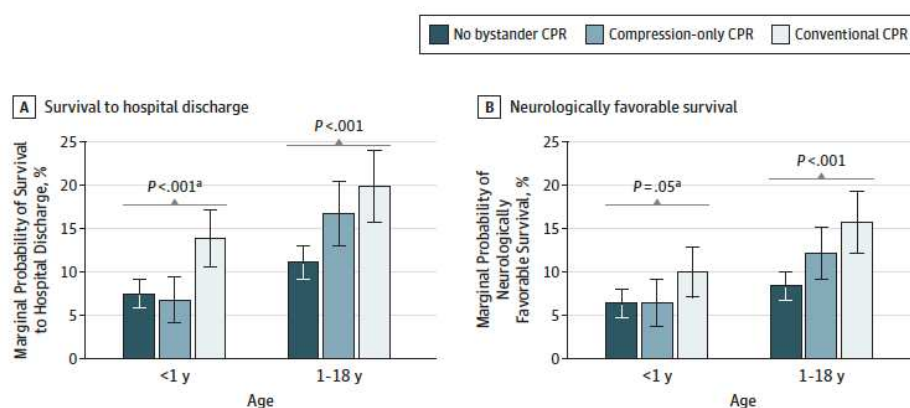 No bystander CPR Compression-only CPR Conventional CPR
A Survival to hospital discharge
Marginal Probability of Survival
to Hospital Discharge, %
25
20
15
10
5
0
P <.001ᵃ
P <.001
<1 y 1-18 y
Age
B Neurologically favorable survival
Marginal Probability of
Neurologically
Favorable Survival, %
25
20
15
10
5
0
P = .05ᵃ
P <.001
<1 y 1-18 y
Age